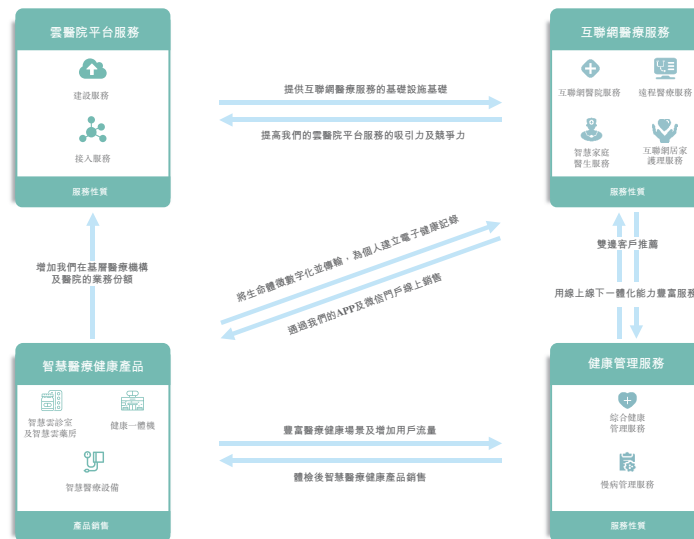 雲醫院平台服務
建設服務
接入服務
服務性質
提供互聯網醫療服務的基礎設施基礎
提高我們的雲醫院平台服務的吸引力及競爭力
互聯網醫療服務
互聯網醫院服務
遠程醫療服務
智慧家庭
醫生服務
互聯網居家
護理服務
服務性質
增加我們在基層醫療機構
及醫院的業務份額
將生命體徵數字化並傳輸，為個人建立電子健康記錄
通過我們的APP及微信門戶線上銷售
雙邊客戶推薦
用線上線下一體化能力豐富服務
智慧醫療健康產品
智慧雲診室
及智慧雲藥房
健康一體機
智慧醫療設備
產品銷售
豐富醫療健康場景及增加用戶流量
體檢後智慧醫療健康產品銷售
健康管理服務
綜合健康
管理服務
慢病管理服務
服務性質